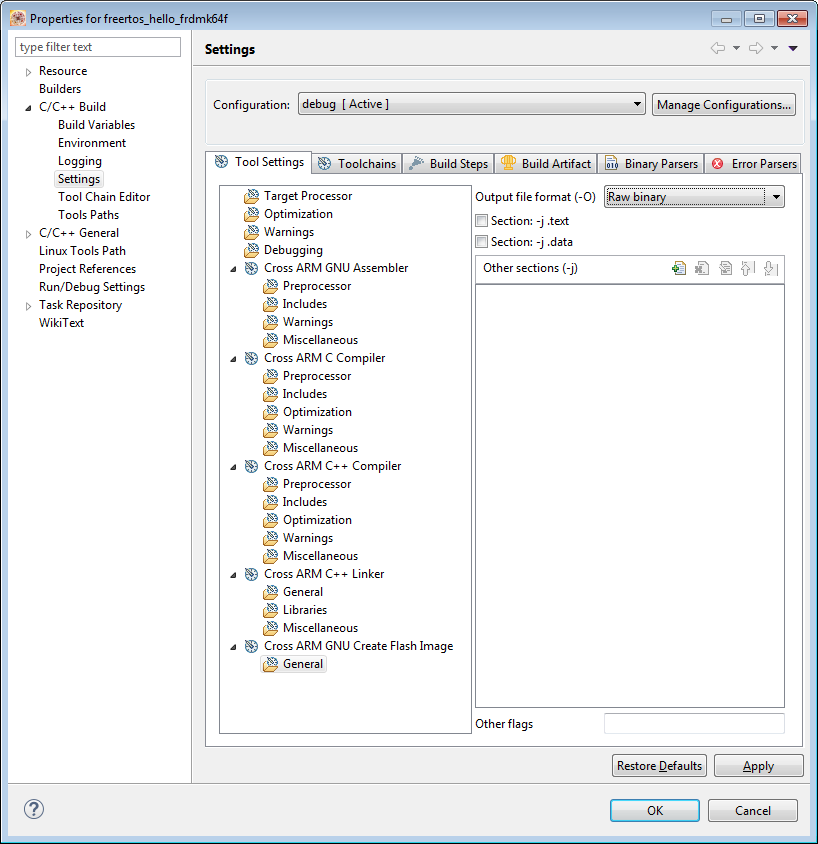 Properties for freertos_hello_frdmk64f
type filter text
Resource
Builders
C/C++ Build
Build Variables
Environment
Logging
Settings
Tool Chain Editor
Tools Paths
C/C++ General
Linux Tools Path
Project References
Run/Debug Settings
Task Repository
WikiText
Settings
Configuration: debug [ Active ] Manage Configurations...
Tool Settings Toolchains Build Steps Build Artifact Binary Parsers Error Parsers
Target Processor
Optimization
Warnings
Debugging
Cross ARM GNU Assembler
Preprocessor
Includes
Warnings
Miscellaneous
Cross ARM C Compiler
Preprocessor
Includes
Optimization
Warnings
Miscellaneous
Cross ARM C++ Compiler
Preprocessor
Includes
Optimization
Warnings
Miscellaneous
Cross ARM C++ Linker
General
Libraries
Miscellaneous
Cross ARM GNU Create Flash Image
General
Output file format (-O) Raw binary
Section: -j .text
Section: -j .data
Other sections (-j)
Other flags
Restore Defaults Apply
OK Cancel